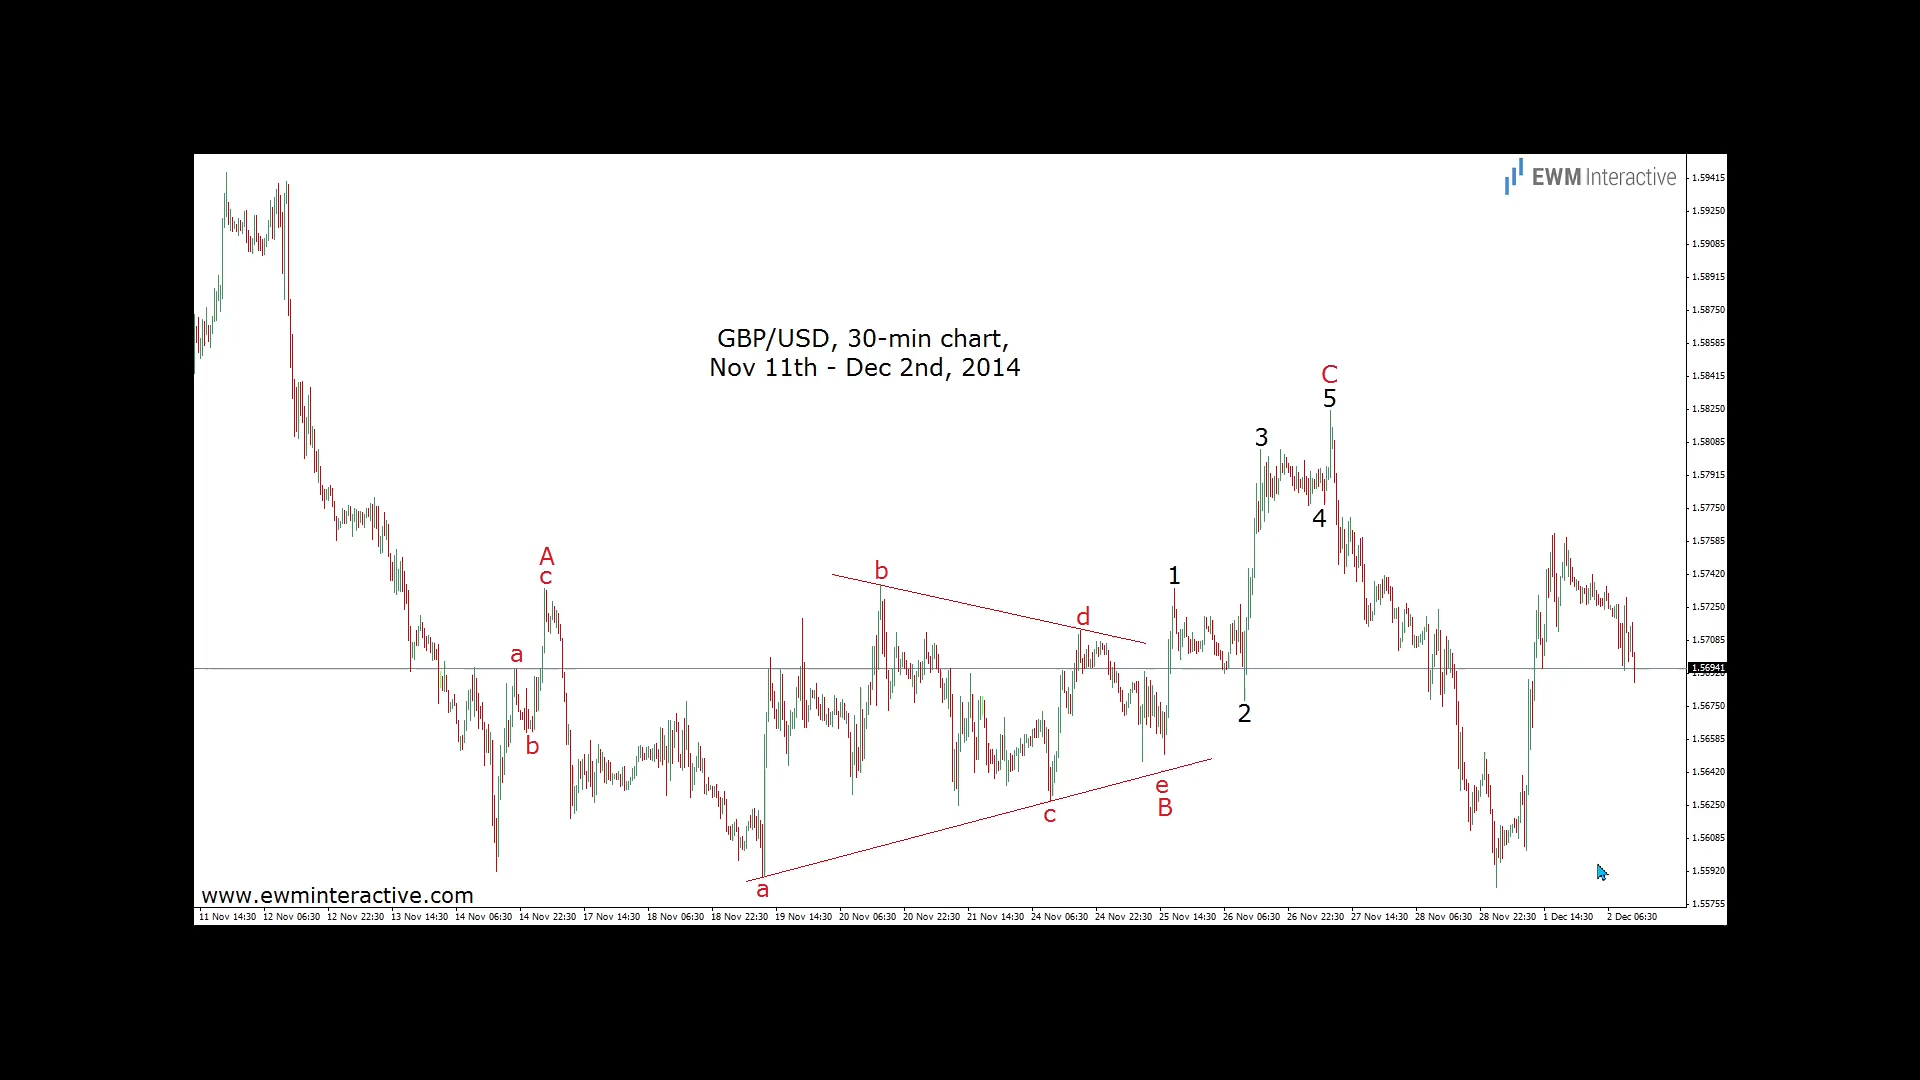 EWM Interactive
GBP/USD, 30-min chart,
Nov 11th - Dec 2nd, 2014
C
5
3
4
A
c
b
1
d
a
b
2
e
B
c
a
www.ewminteractive.com
1.59415
1.59250
1.59085
1.58915
1.58750
1.58585
1.58415
1.58250
1.58085
1.57915
1.57750
1.57585
1.57420
1.57250
1.57085
1.56941
1.56750
1.56585
1.56420
1.56250
1.56085
1.55920
1.55755
11 Nov 14:30 12 Nov 06:30 12 Nov 22:30 13 Nov 14:30 14 Nov 06:30 14 Nov 22:30 17 Nov 14:30 18 Nov 06:30 18 Nov 22:30 19 Nov 14:30 20 Nov 06:30 20 Nov 22:30 21 Nov 14:30 24 Nov 06:30 24 Nov 22:30 25 Nov 14:30 26 Nov 06:30 26 Nov 22:30 27 Nov 14:30 28 Nov 06:30 28 Nov 22:30 1 Dec 14:30 2 Dec 06:30